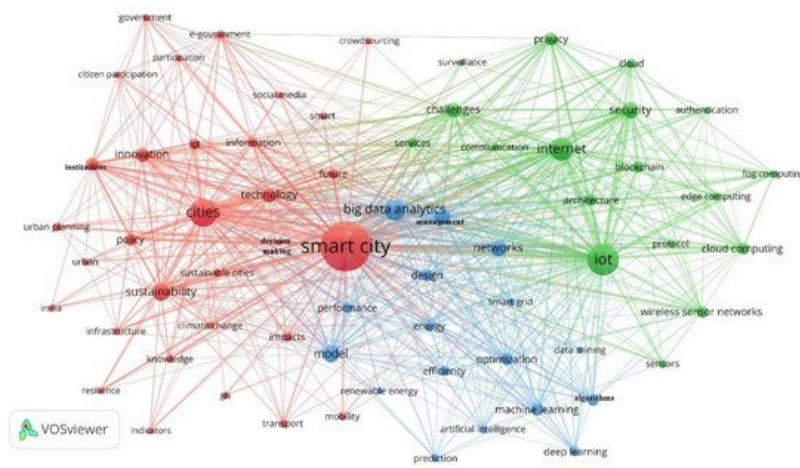 government
e-government
crowdsourcing
privacy
participation
surveillance
cloud
citizen participation
social media
challenges
security
authentication
smart
ict
information
services
communication
internet
innovation
institutions
future
blockchain
fog computing
technology
architecture
edge computing
cities
big data analytics
management
urban planning
policy
decision
making
smart city
networks
iot
protocol
cloud computing
urban
sustainable cities
design
sustainability
india
performance
smart grid
wireless sensor networks
infrastructure
climate change
energy
impacts
knowledge
model
optimization
data mining
sensors
efficiency
resilience
gis
renewable energy
algorithms
machine learning
transport
mobility
indicators
artificial intelligence
prediction
deep learning
VOSviewer